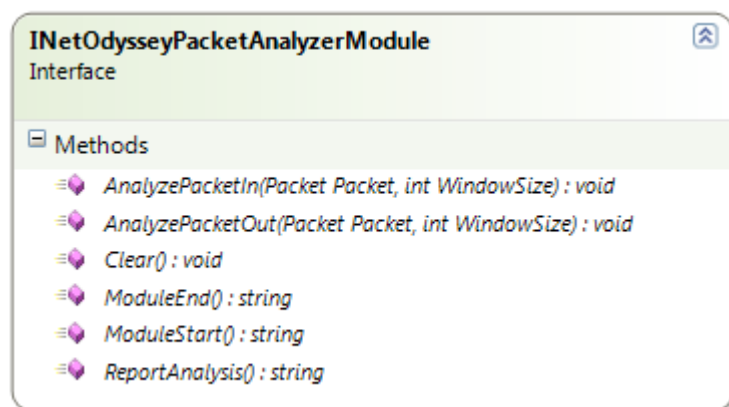 INetOdysseyPacketAnalyzerModule
Interface
Methods
AnalyzePacketIn(Packet Packet, int WindowSize) : void
AnalyzePacketOut(Packet Packet, int WindowSize) : void
Clear() : void
ModuleEnd() : string
ModuleStart() : string
ReportAnalysis() : string